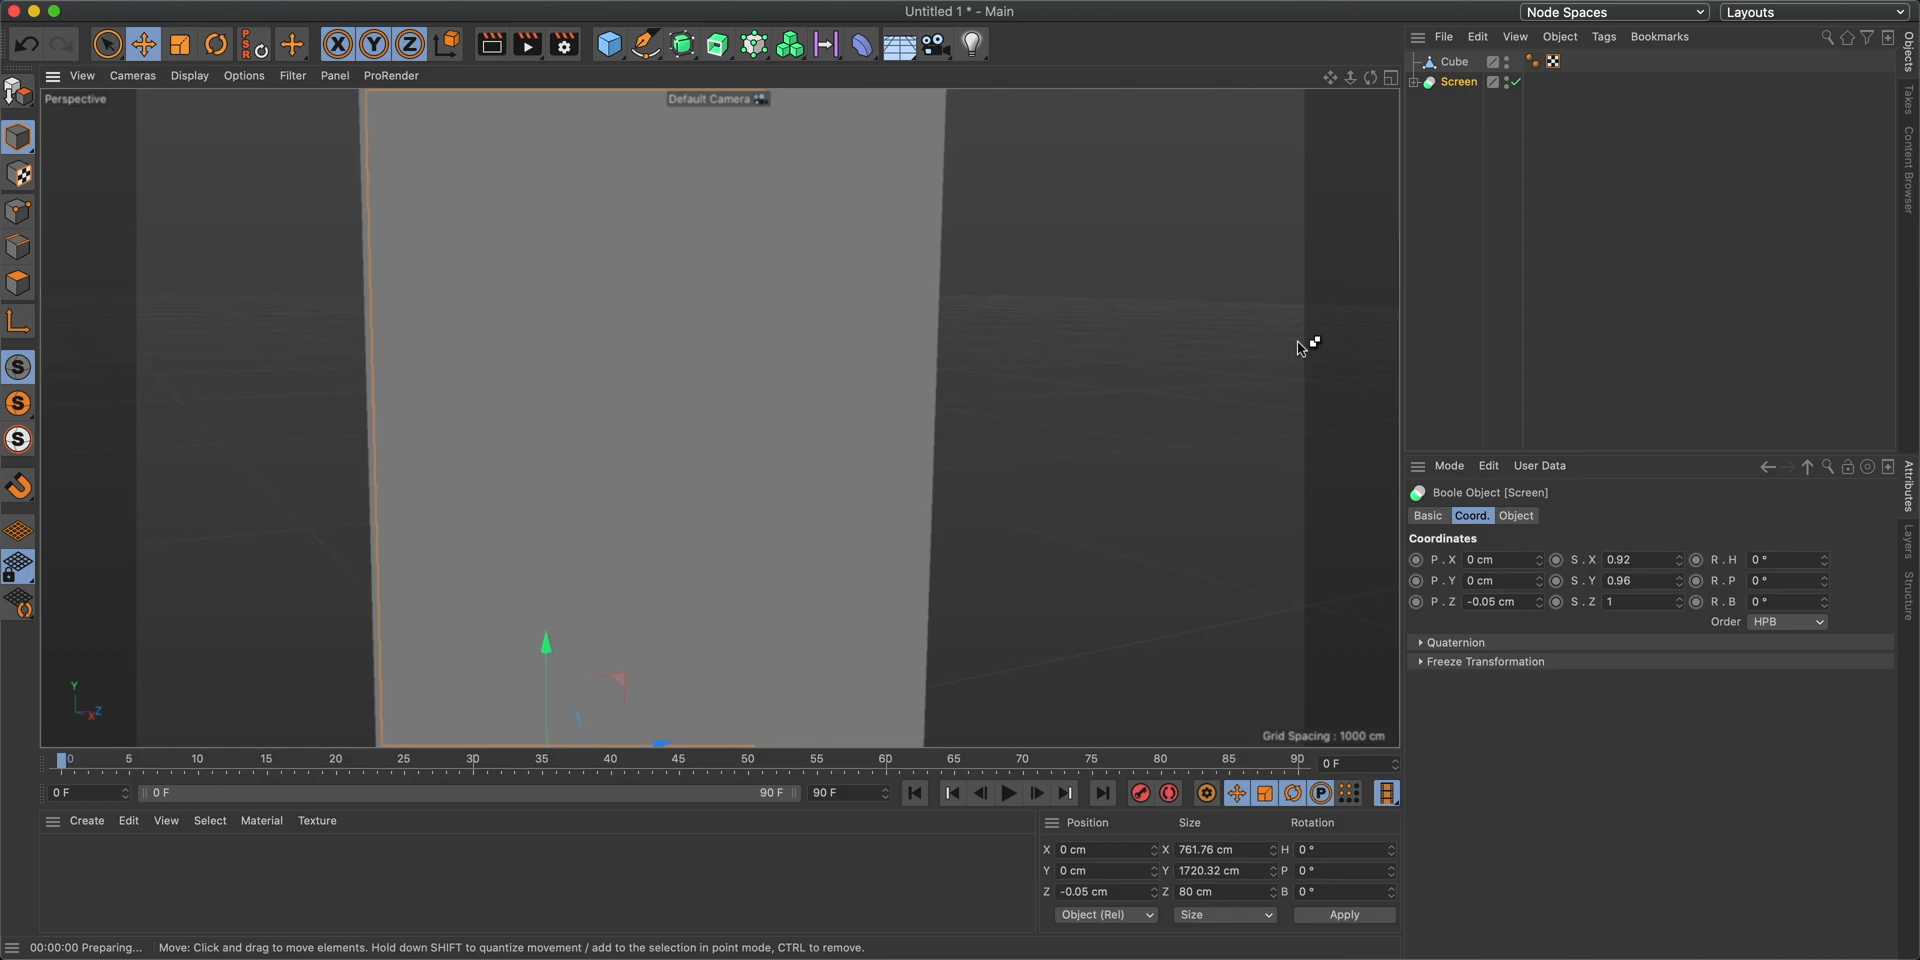 Untitled 1 * - Main
Node Spaces
Layouts
PSR
X Y Z
File Edit View Object Tags Bookmarks
View Cameras Display Options Filter Panel ProRender
Cube
Screen
Perspective
Default Camera
Objects
Takes
Content Browser
Mode Edit User Data
Boole Object [Screen]
Basic Coord. Object
Coordinates
P . X 0 cm S . X 0.92 R . H 0 °
P . Y 0 cm S . Y 0.96 R . P 0 °
P . Z -0.05 cm S . Z 1 R . B 0 °
Order HPB
Quaternion
Freeze Transformation
Attributes
Layers
Structure
S
S
S
Y
X Z
Grid Spacing : 1000 cm
0 5 10 15 20 25 30 35 40 45 50 55 60 65 70 75 80 85 90 0 F
0 F 0 F 90 F 90 F P
Create Edit View Select Material Texture
Position Size Rotation
X 0 cm X 761.76 cm H 0 °
Y 0 cm Y 1720.32 cm P 0 °
Z -0.05 cm Z 80 cm B 0 °
Object (Rel) Size Apply
00:00:00 Preparing... Move: Click and drag to move elements. Hold down SHIFT to quantize movement / add to the selection in point mode, CTRL to remove.